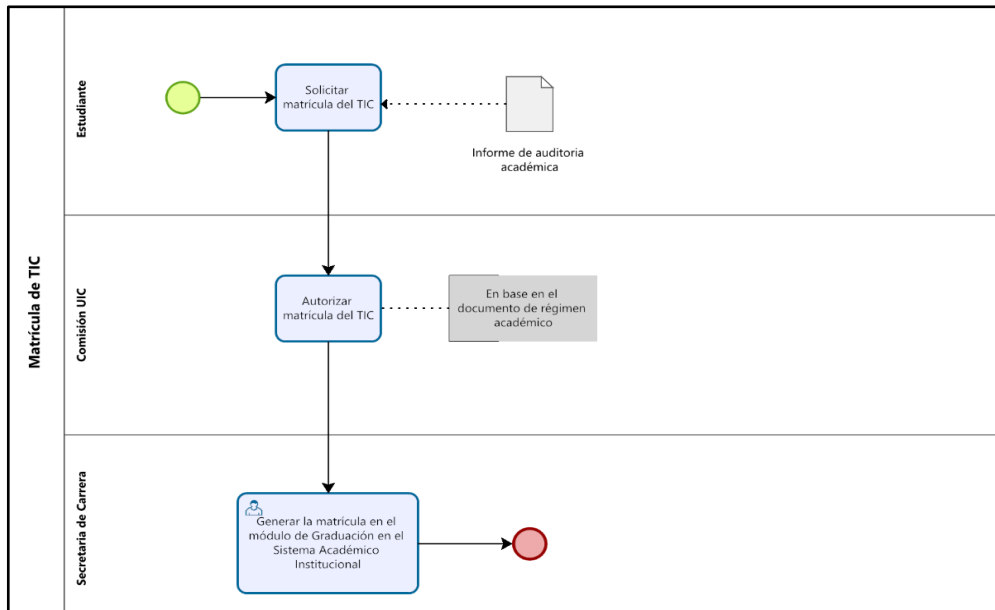 Matrícula de TIC
Estudiante
Solicitar
matricula del TIC
Informe de auditoria
académica
Comisión UIC
Autorizar
matrícula del TIC
En base en el
documento de régimen
académico
Secretaria de Carrera
Generar la matrícula en el
módulo de Graduación en el
Sistema Académico
Institucional